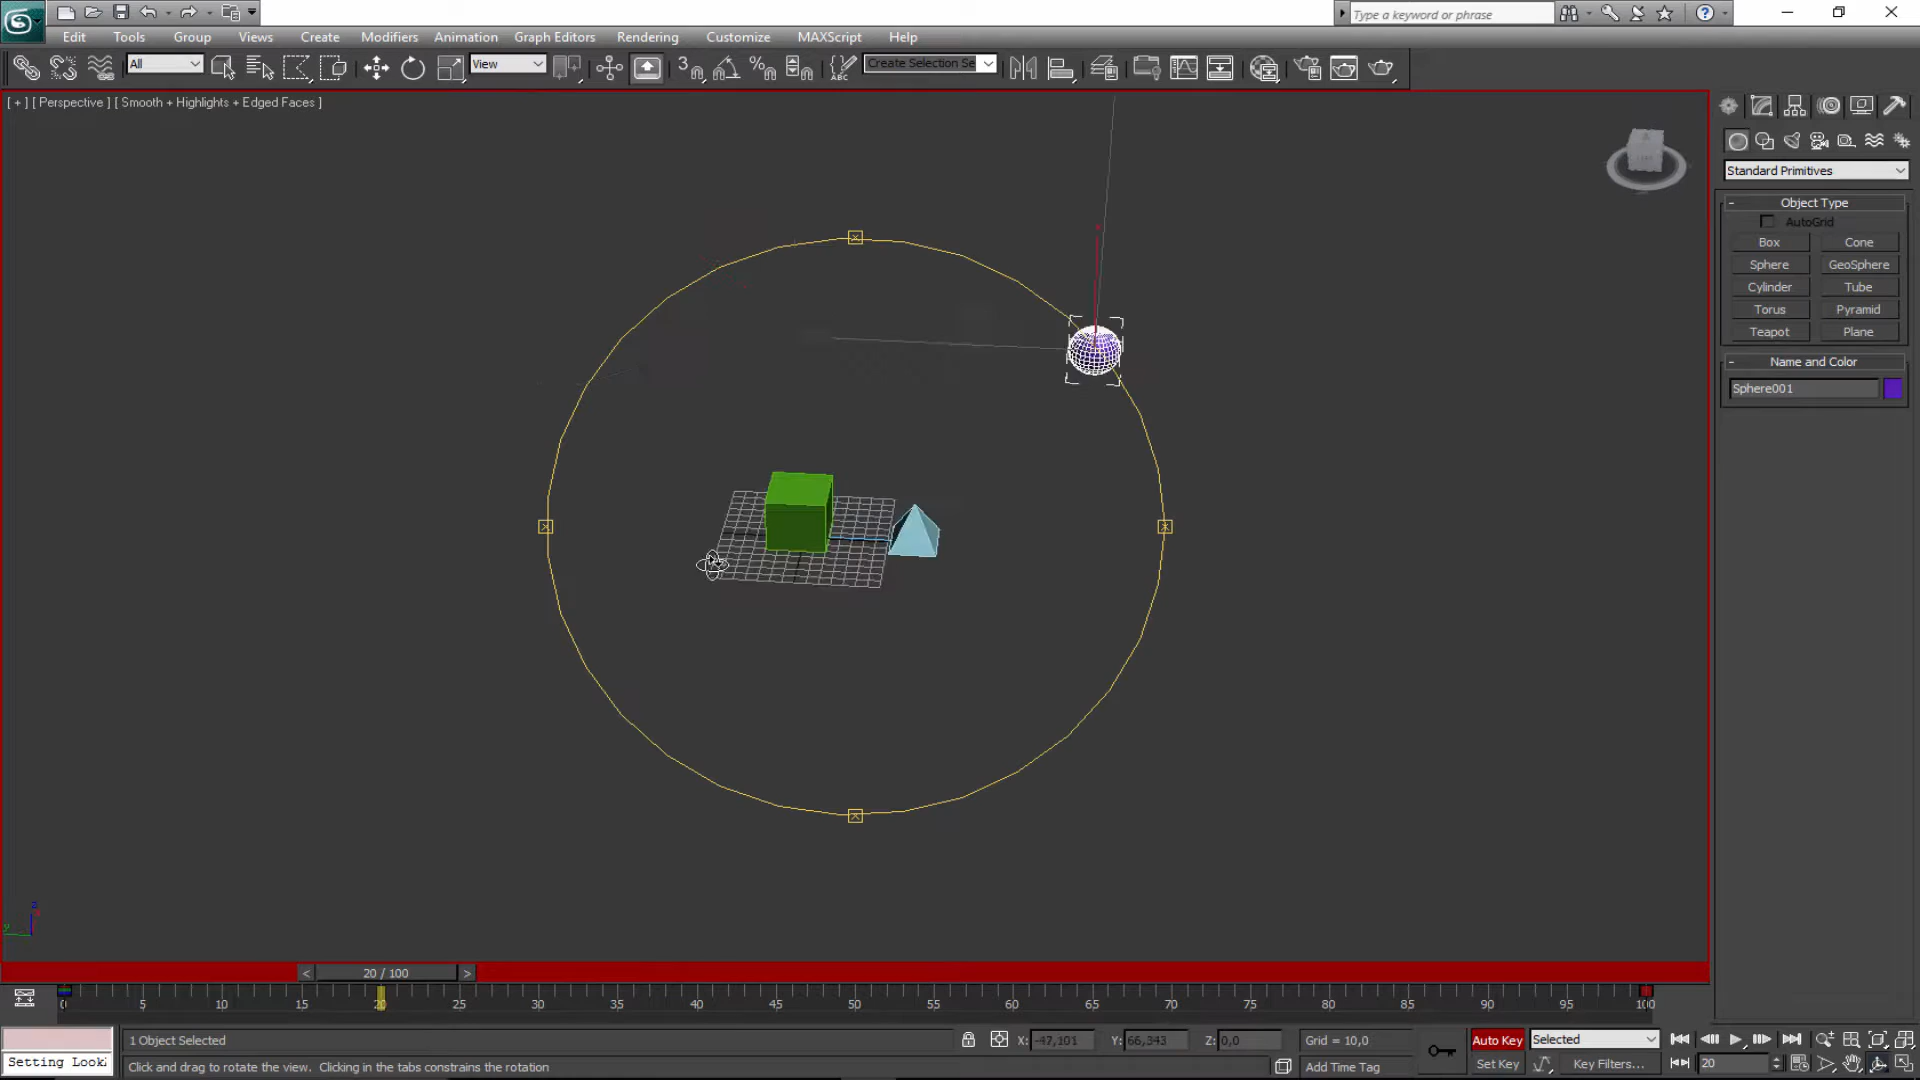 Type a keyword or phrase
Edit Tools Group Views Create Modifiers Animation Graph Editors Rendering Customize MAXScript Help
All View 3 ABC Create Selection Se
[ + ] [ Perspective ] [ Smooth + Highlights + Edged Faces ]
Standard Primitives
- Object Type
AutoGrid
Box Cone
Sphere GeoSphere
Cylinder Tube
Torus Pyramid
Teapot Plane
- Name and Color
Sphere001
z
y
< 20 / 100 >
0 5 10 15 20 25 30 35 40 45 50 55 60 65 70 75 80 85 90 95 100
1 Object Selected X: -47,101 Y: 66,343 Z: 0,0 Grid = 10,0 Auto Key Selected
Setting Look Click and drag to rotate the view. Clicking in the tabs constrains the rotation Add Time Tag Set Key Key Filters... 20